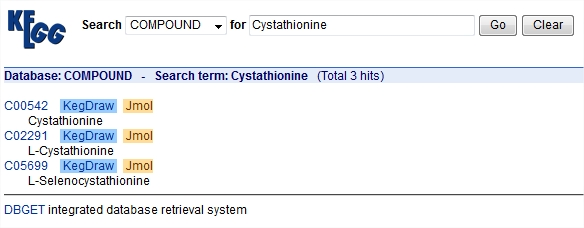 KEGG
Search COMPOUND for Cystathionine Go Clear
Database: COMPOUND - Search term: Cystathionine (Total 3 hits)
C00542 KegDraw Jmol
Cystathionine
C02291 KegDraw Jmol
L-Cystathionine
C05699 KegDraw Jmol
L-Selenocystathionine
DBGET integrated database retrieval system